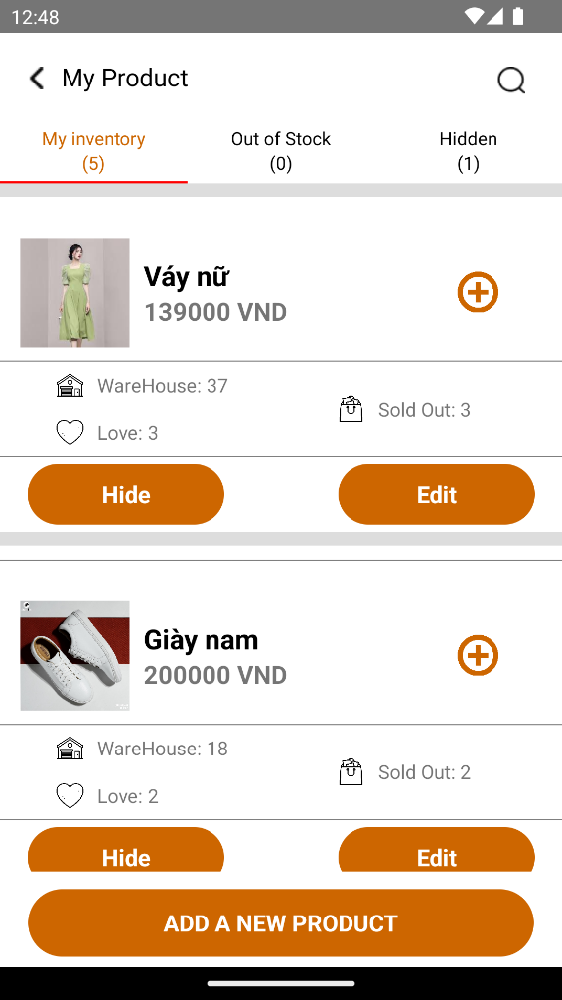 12:48
My Product
My inventory
(5)
Out of Stock
(0)
Hidden
(1)
Váy nữ
139000 VND
WareHouse: 37
Sold Out: 3
Love: 3
Hide
Edit
Giày nam
200000 VND
WareHouse: 18
Sold Out: 2
Love: 2
Hide
Edit
ADD A NEW PRODUCT